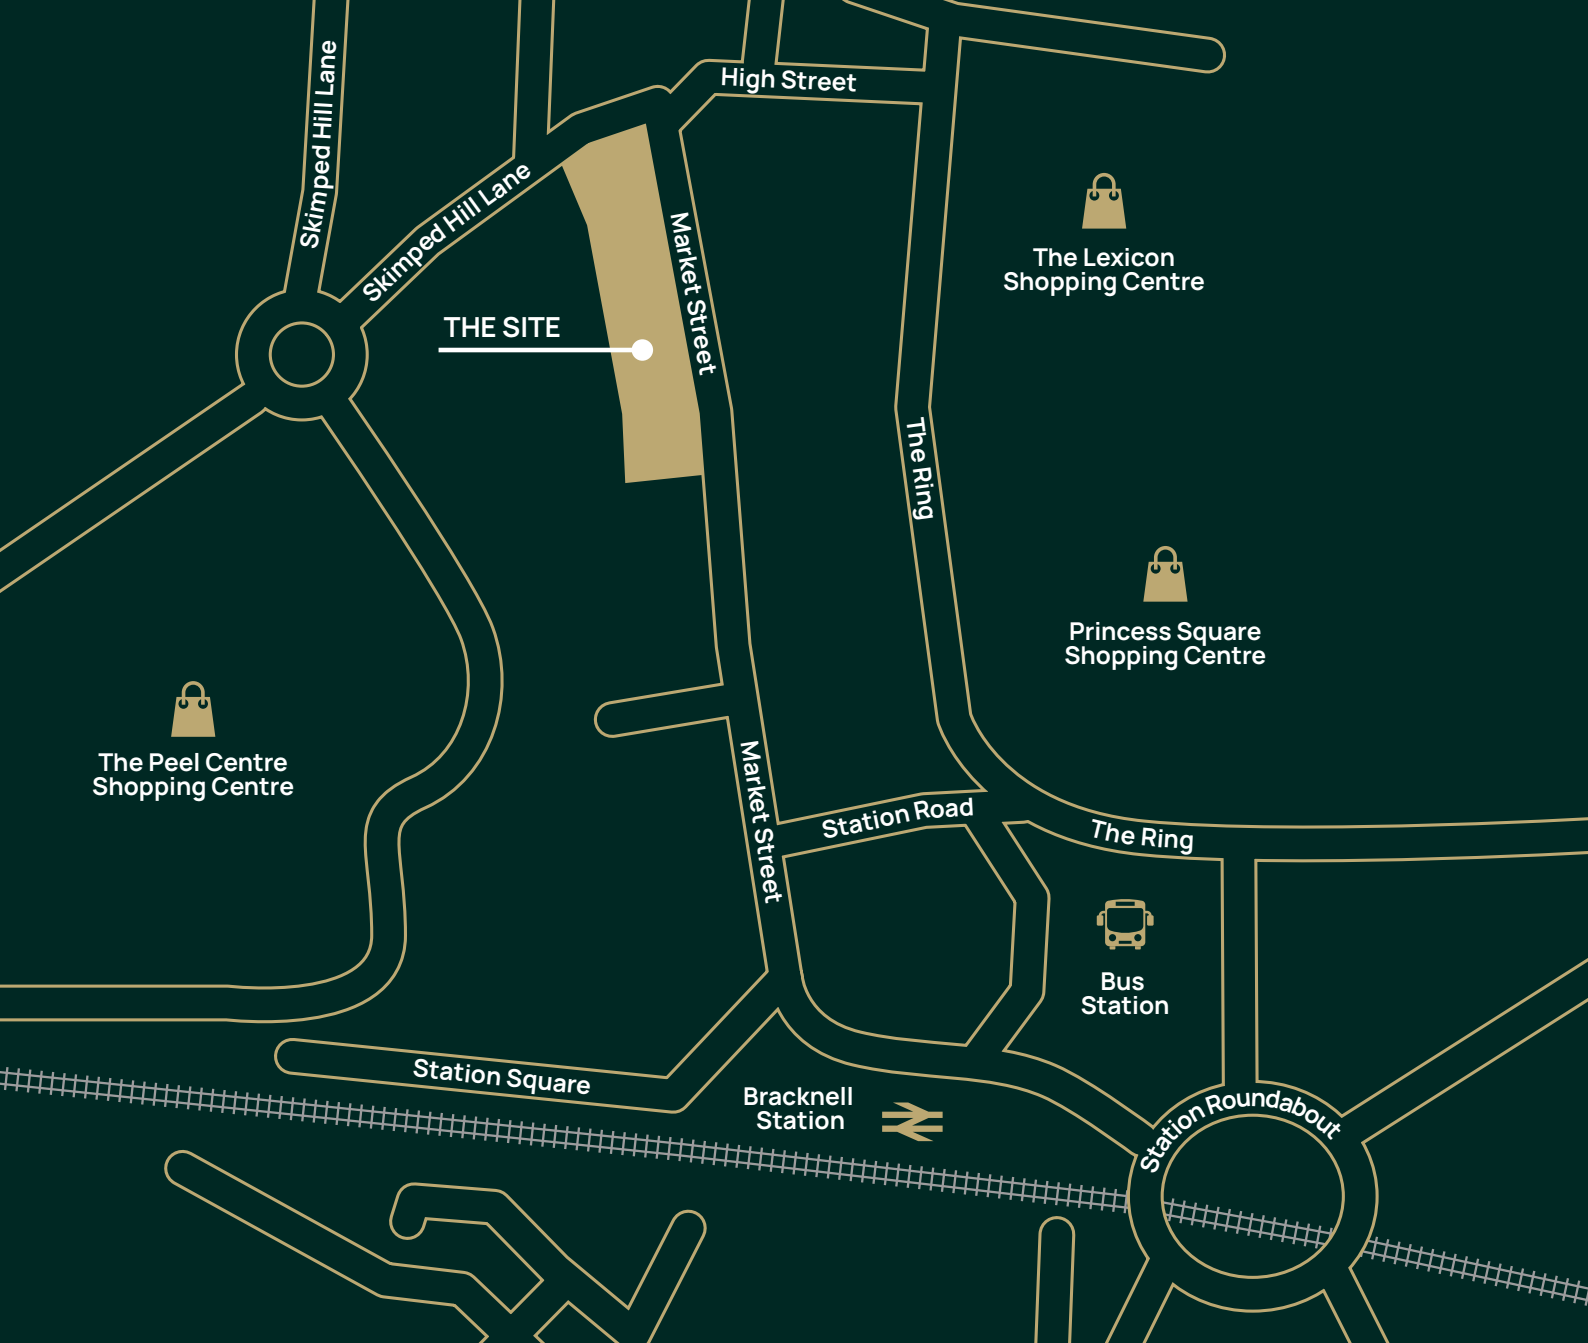 Skimped Hill Lane
High Street
Skimped Hill Lane
Market Street
The Lexicon
Shopping Centre
THE SITE
The Ring
Princess Square
Shopping Centre
The Peel Centre
Shopping Centre
Market Street
Station Road
The Ring
Bus
Station
Station Square
Bracknell
Station
Station Roundabout